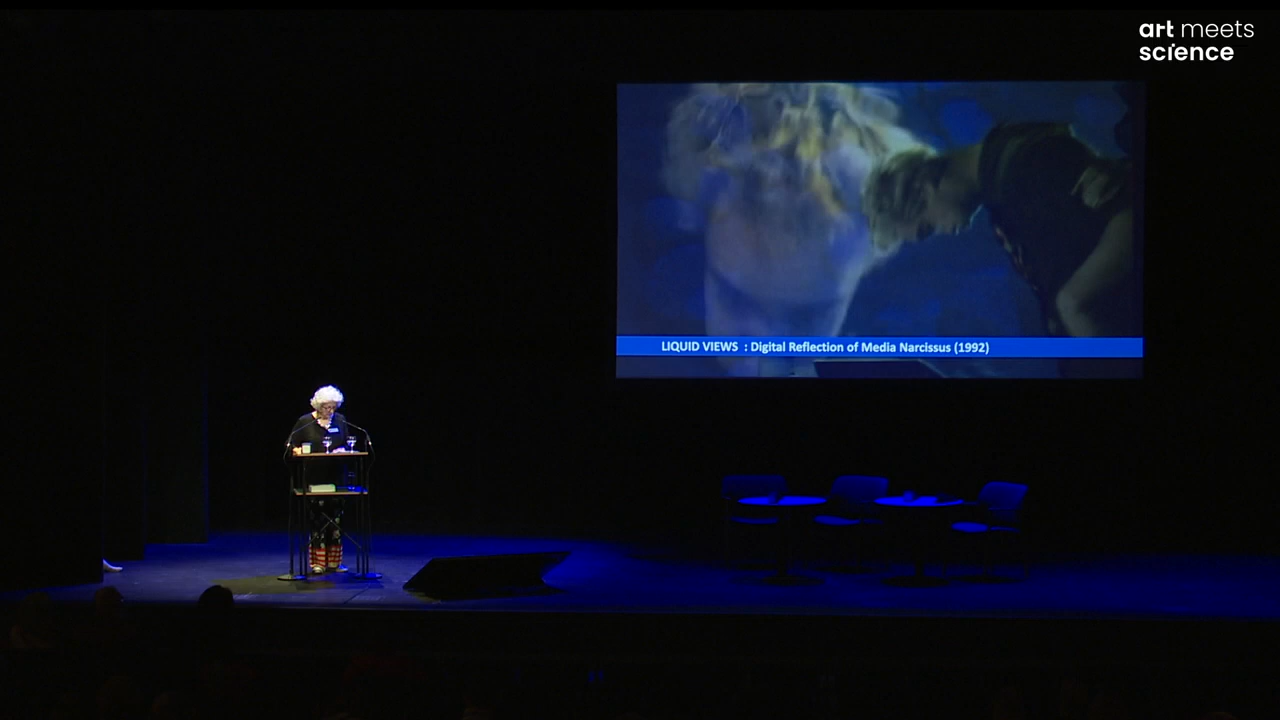 art meets
science
LIQUID VIEWS : Digital Reflection of Media Narcissus (1992)